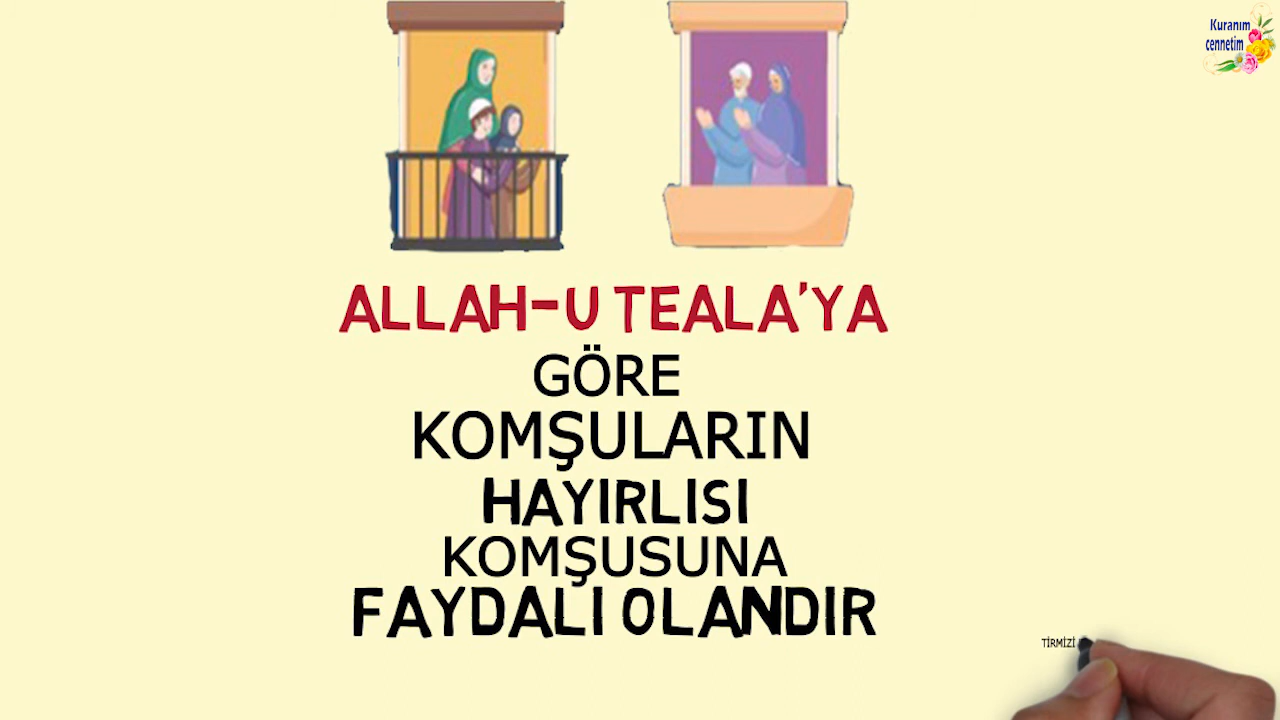 Kuranım
cennetim
ALLAH-U TEALA'YA
GÖRE
KOMŞULARIN
HAYIRLISI
KOMŞUSUNA
FAYDALI OLANDIR
TİRMİZİ